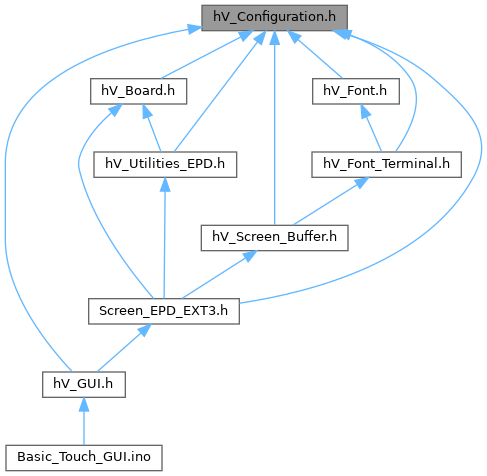 hV_Configuration.h
hV_Board.h
hV_Font.h
hV_Utilities_EPD.h
hV_Font_Terminal.h
hV_Screen_Buffer.h
Screen_EPD_EXT3.h
hV_GUI.h
Basic_Touch_GUI.ino